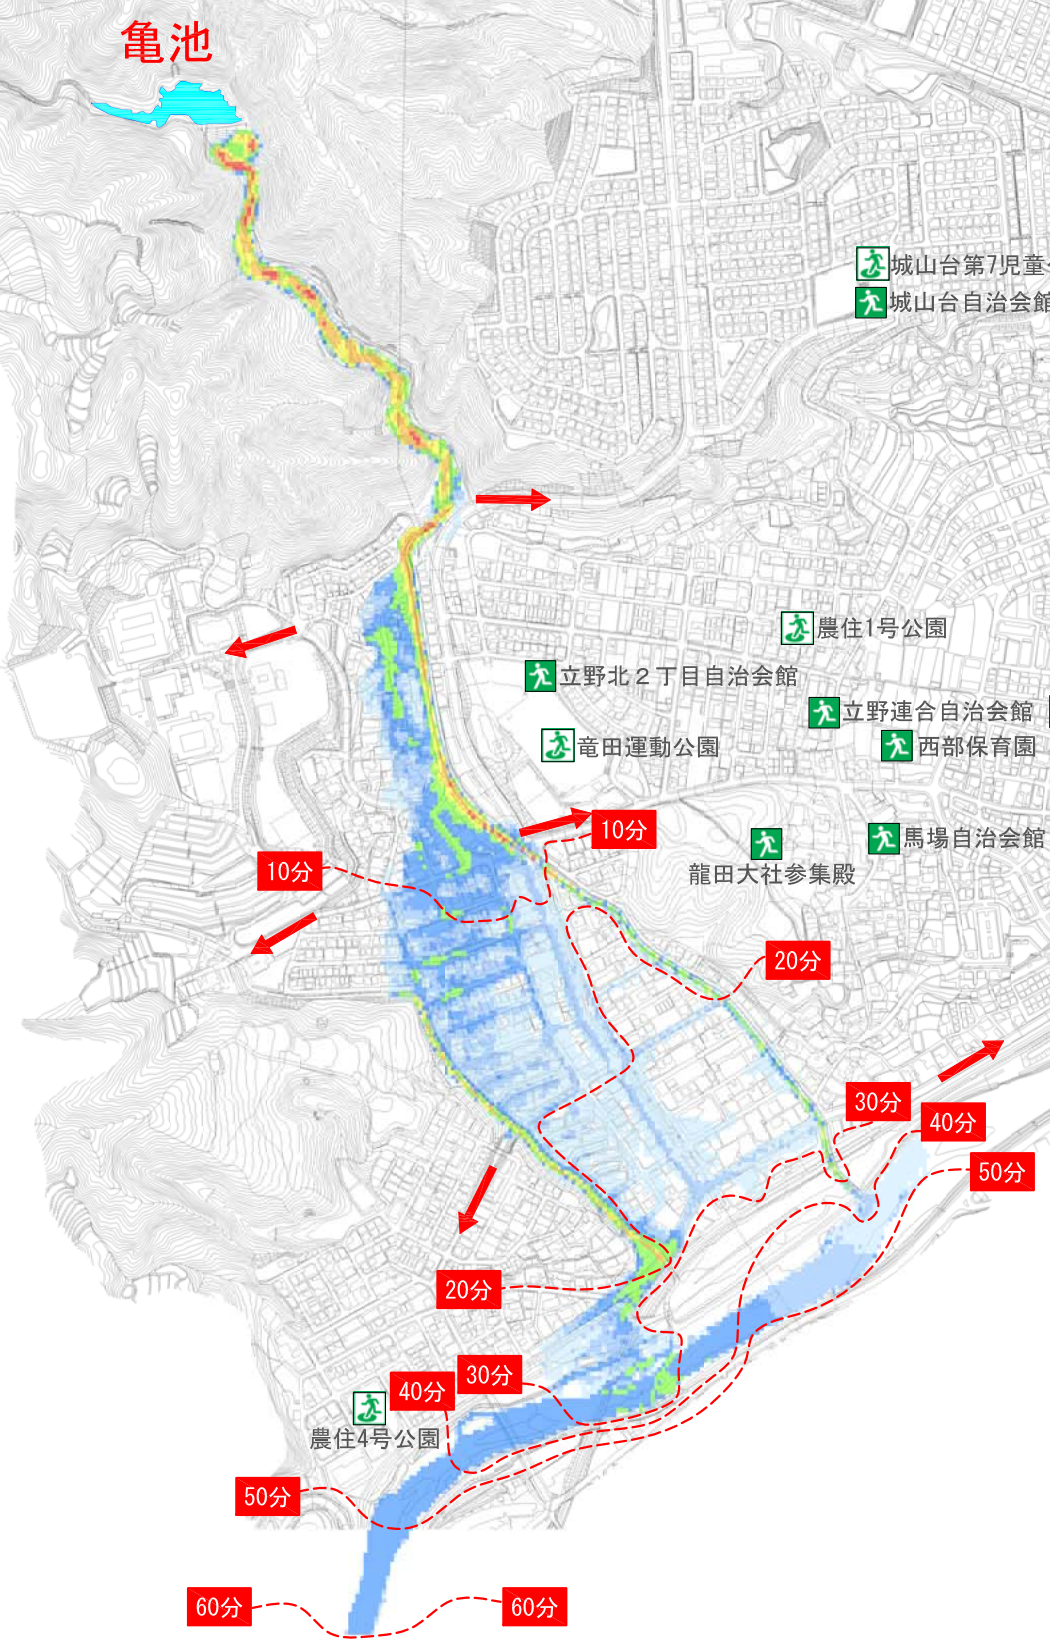 亀池
城山台第7児童
城山台自治会館
農住1号公園
立野北2丁目自治会館
立野連合自治会館
竜田運動公園
西部保育園
10分
馬場自治会館
10分
龍田大社参集殿
20分
30分
40分
50分
20分
30分
40分
農住4号公園
50分
60分
60分